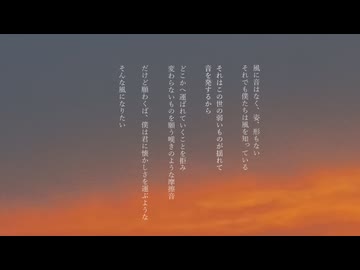 風に音はなく、姿、形もない
それでも僕たちは風を知っている
それはこの世の弱いものが揺れて
音を発するから
どこかへ運ばれていくことを拒み
変わらないものを願う嘆きのような摩擦音
だけど願わくば、僕は君に懐かしさを運ぶような
そんな風になりたい